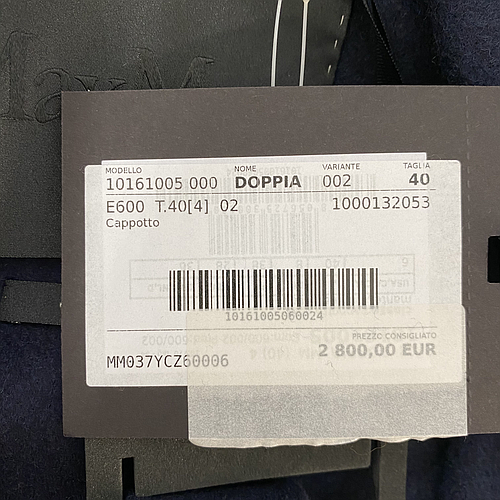 Max M
MODELLO NOME VARIANTE TAGLIA
10161005 000 DOPPIA 002 40
E600 T.40[4] 02 1000132053
Cappotto
10161005060024
PREZZO CONSIGLIATO
2 800,00 EUR
MM037YCZ60006